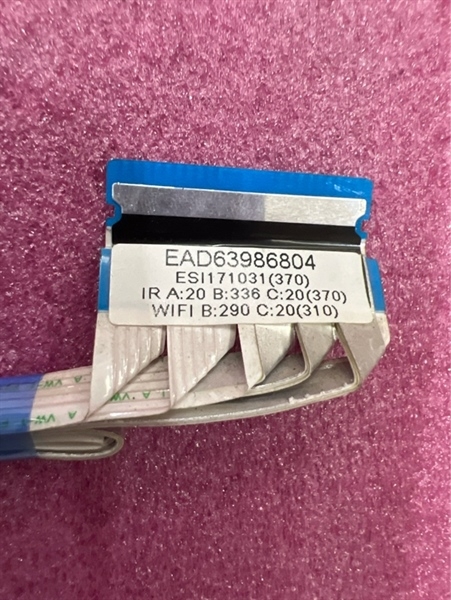 EAD63986804
ESI171031(370)
IR A:20 B:336 C:20(370)
WIFI B:290 C:20(310)